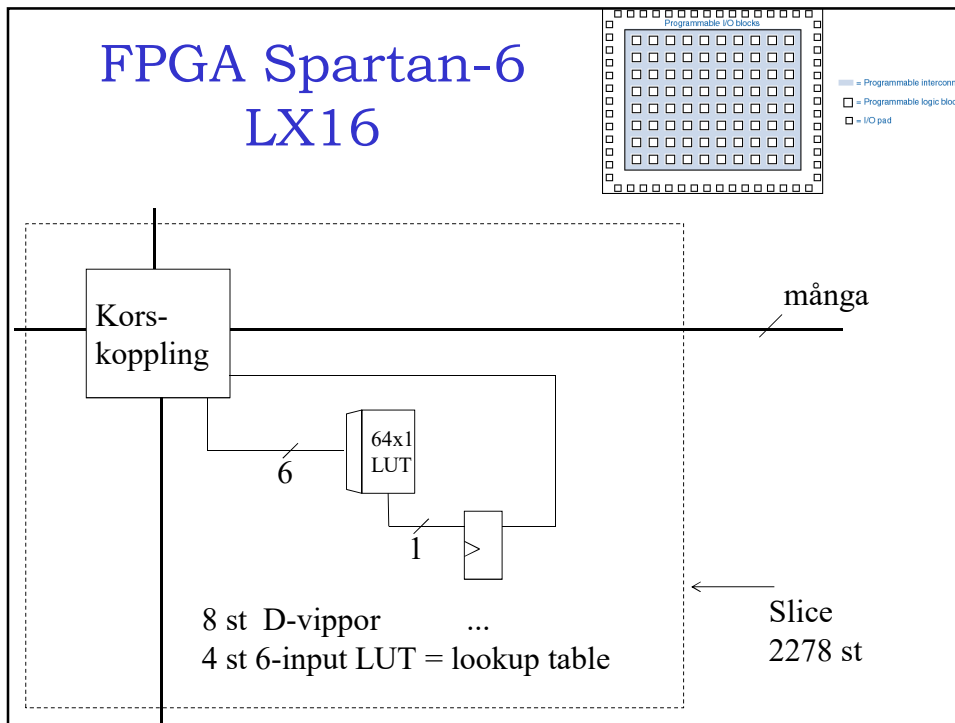 FPGA Spartan-6
LX16
Programmable I/O blocks
= Programmable interconn
= Programmable logic bloc
= I/O pad
Kors-
koppling
många
64x1
LUT
6
1
8 st D-vippor ...
4 st 6-input LUT = lookup table
Slice
2278 st